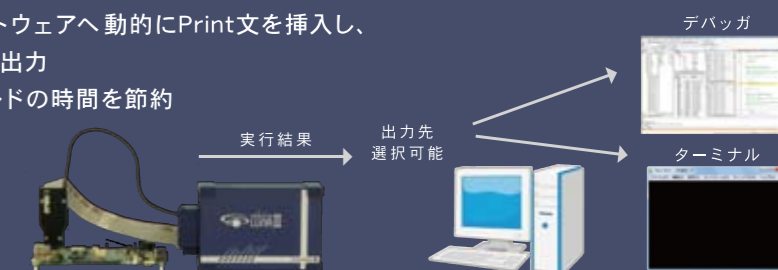 トウェアへ動的にPrint文を挿入し、
出力
ドの時間を節約
デバッガ
実行結果
出力先
選択可能
ターミナル